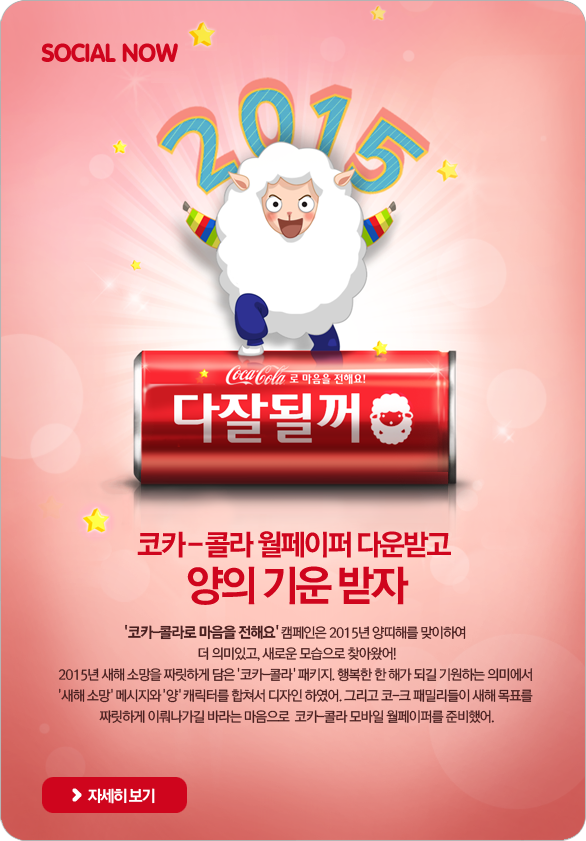 SOCIAL NOW
2015
Coca-Cola 로 마음을 전해요!
다잘될꺼
코카-콜라 월페이퍼 다운받고
양의 기운 받자
'코카-콜라로 마음을 전해요' 캠페인은 2015년 양띠해를 맞이하여
더 의미있고, 새로운 모습으로 찾아왔어!
2015년 새해 소망을 짜릿하게 담은 '코카-콜라' 패키지. 행복한 한 해가 되길 기원하는 의미에서
'새해 소망' 메시지와 '양' 캐릭터를 합쳐서 디자인 하였어. 그리고 코-크 패밀리들이 새해 목표를
짜릿하게 이뤄나가길 바라는 마음으로 코카-콜라 모바일 월페이퍼를 준비했어.
자세히 보기